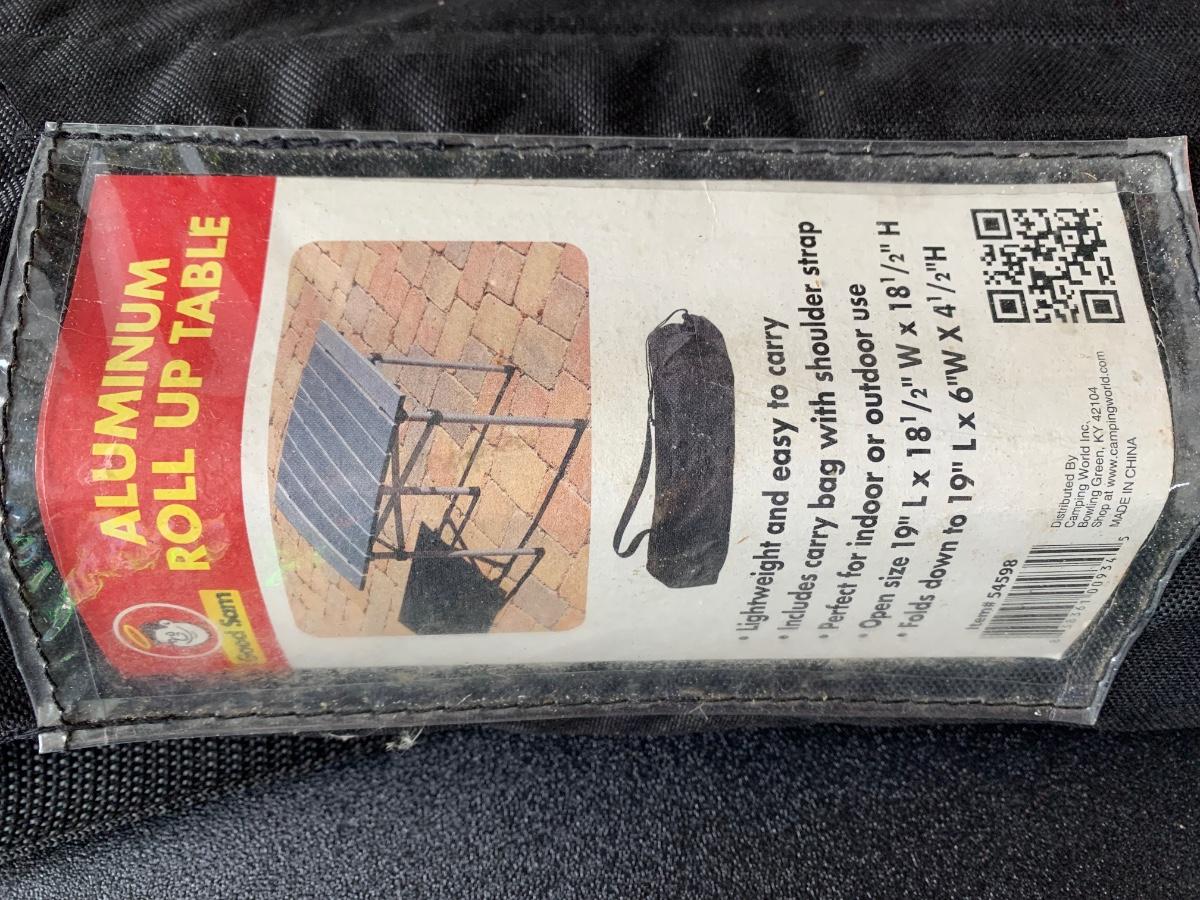 ALUMINUM
ROLL UP TABLE
Good Sam
• Lightweight and easy to carry
• Includes carry bag with shoulder strap
• Perfect for indoor or outdoor use
• Open size 19" L x 18 1/2" W x 18 1/2" H
• Folds down to 19" L x 6"W X 4 1/2"H
Item# 54598
Distributed By
Camping World Inc.
Bowling Green, KY 42104
Shop at www.campingworld.com
MADE IN CHINA